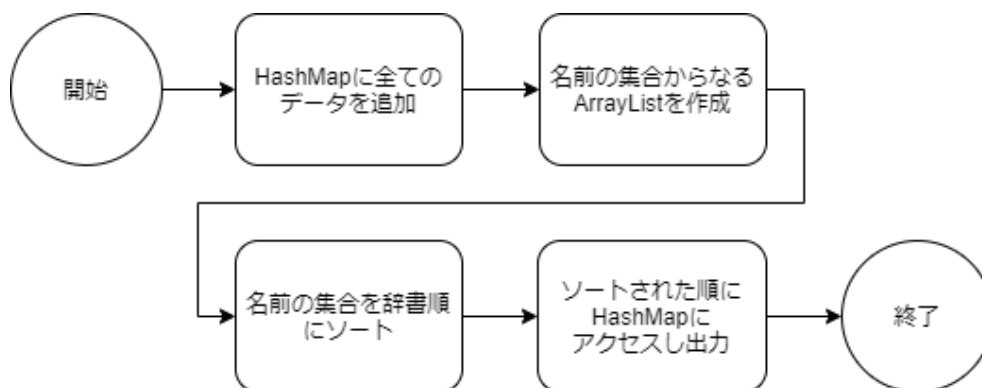 開始
HashMapに全ての
データを追加
名前の集合からなる
ArrayListを作成
名前の集合を辞書順
にソート
ソートされた順に
HashMapに
アクセスし出力
終了